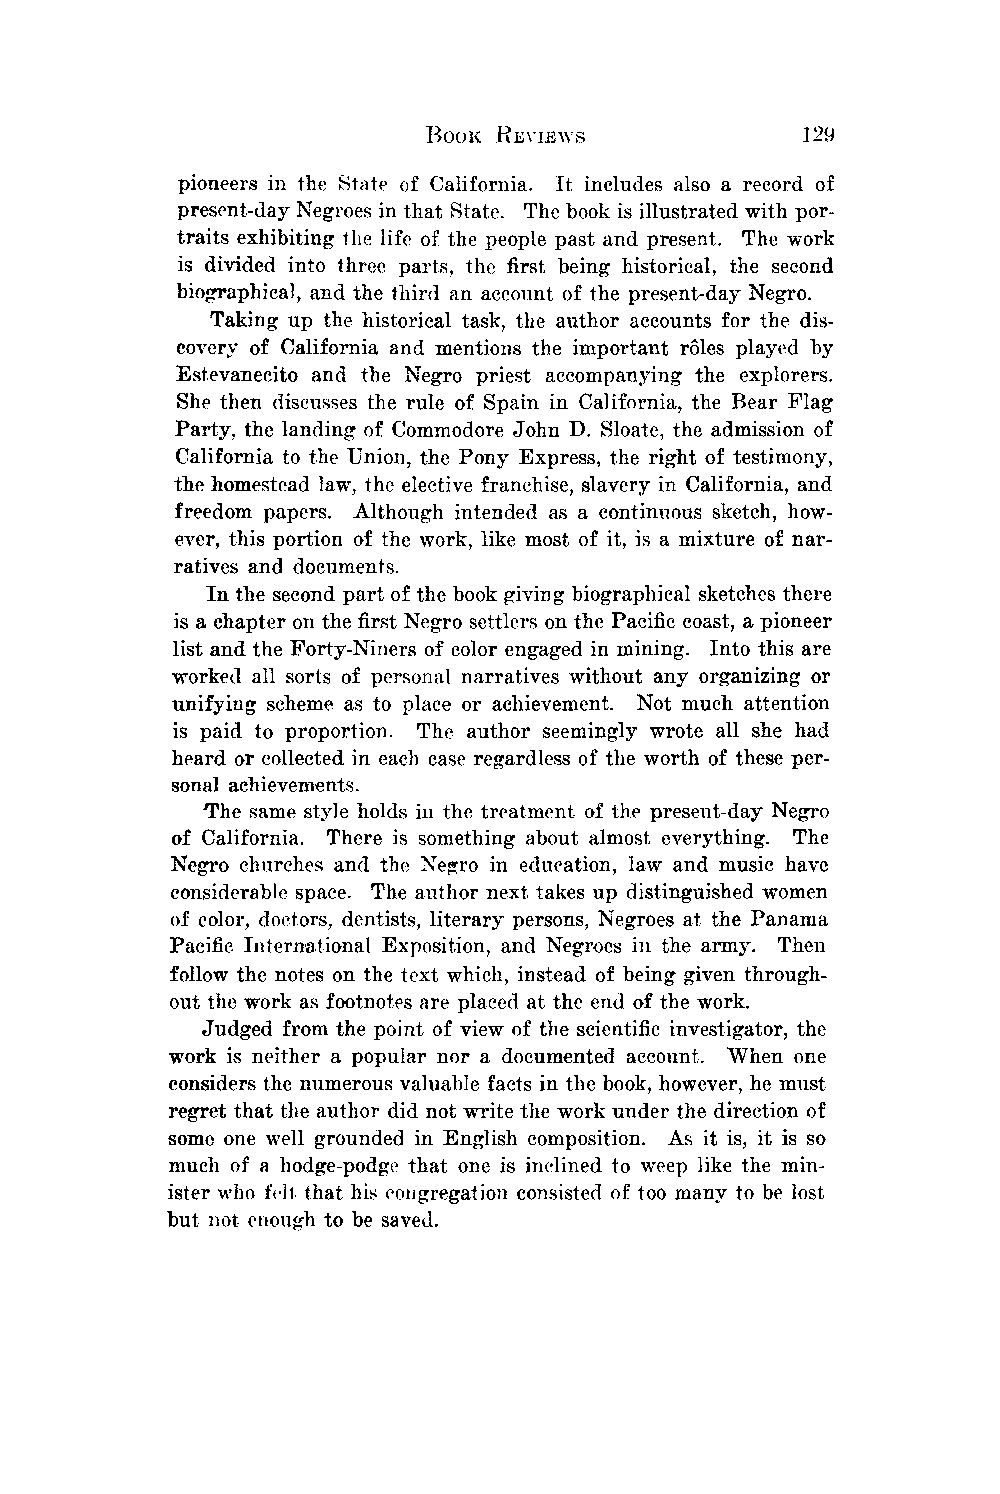 BOOK REVIEWS 129
pioneers in the State of California. It includes also a record of
present-day Negroes in that State. The book is illustrated with por-
traits exhibiting the life of the people past and present. The work
is divided into three parts, the first being historical, the second
biographical, and the third an account of the present-day Negro.
Taking up the historical task, the author accounts for the dis-
covery of California and mentions the important rôles played by
Estevanecito and the Negro priest accompanying the explorers.
She then discusses the rule of Spain in California, the Bear Flag
Party, the landing of Commodore John D. Sloate, the admission of
California to the Union, the Pony Express, the right of testimony,
the homestead law, the elective franchise, slavery in California, and
freedom papers. Although intended as a continuous sketch, how-
ever, this portion of the work, like most of it, is a mixture of nar-
ratives and documents.
In the second part of the book giving biographical sketches there
is a chapter on the first Negro settlers on the Pacific coast, a pioneer
list and the Forty-Niners of color engaged in mining. Into this are
worked all sorts of personal narratives without any organizing or
unifying scheme as to place or achievement. Not much attention
is paid to proportion. The author seemingly wrote all she had
heard or collected in each case regardless of the worth of these per-
sonal achievements.
The same style holds in the treatment of the present-day Negro
of California. There is something about almost everything. The
Negro churches and the Negro in education, law and music have
considerable space. The author next takes up distinguished women
of color, doctors, dentists, literary persons, Negroes at the Panama
Pacific International Exposition, and Negroes in the army. Then
follow the notes on the text which, instead of being given through-
out the work as footnotes are placed at the end of the work.
Judged from the point of view of the scientific investigator, the
work is neither a popular nor a documented account. When one
considers the numerous valuable facts in the book, however, he must
regret that the author did not write the work under the direction of
some one well grounded in English composition. As it is, it is so
much of a hodge-podge that one is inclined to weep like the min-
ister who felt that his congregation consisted of too many to be lost
but not enough to be saved.